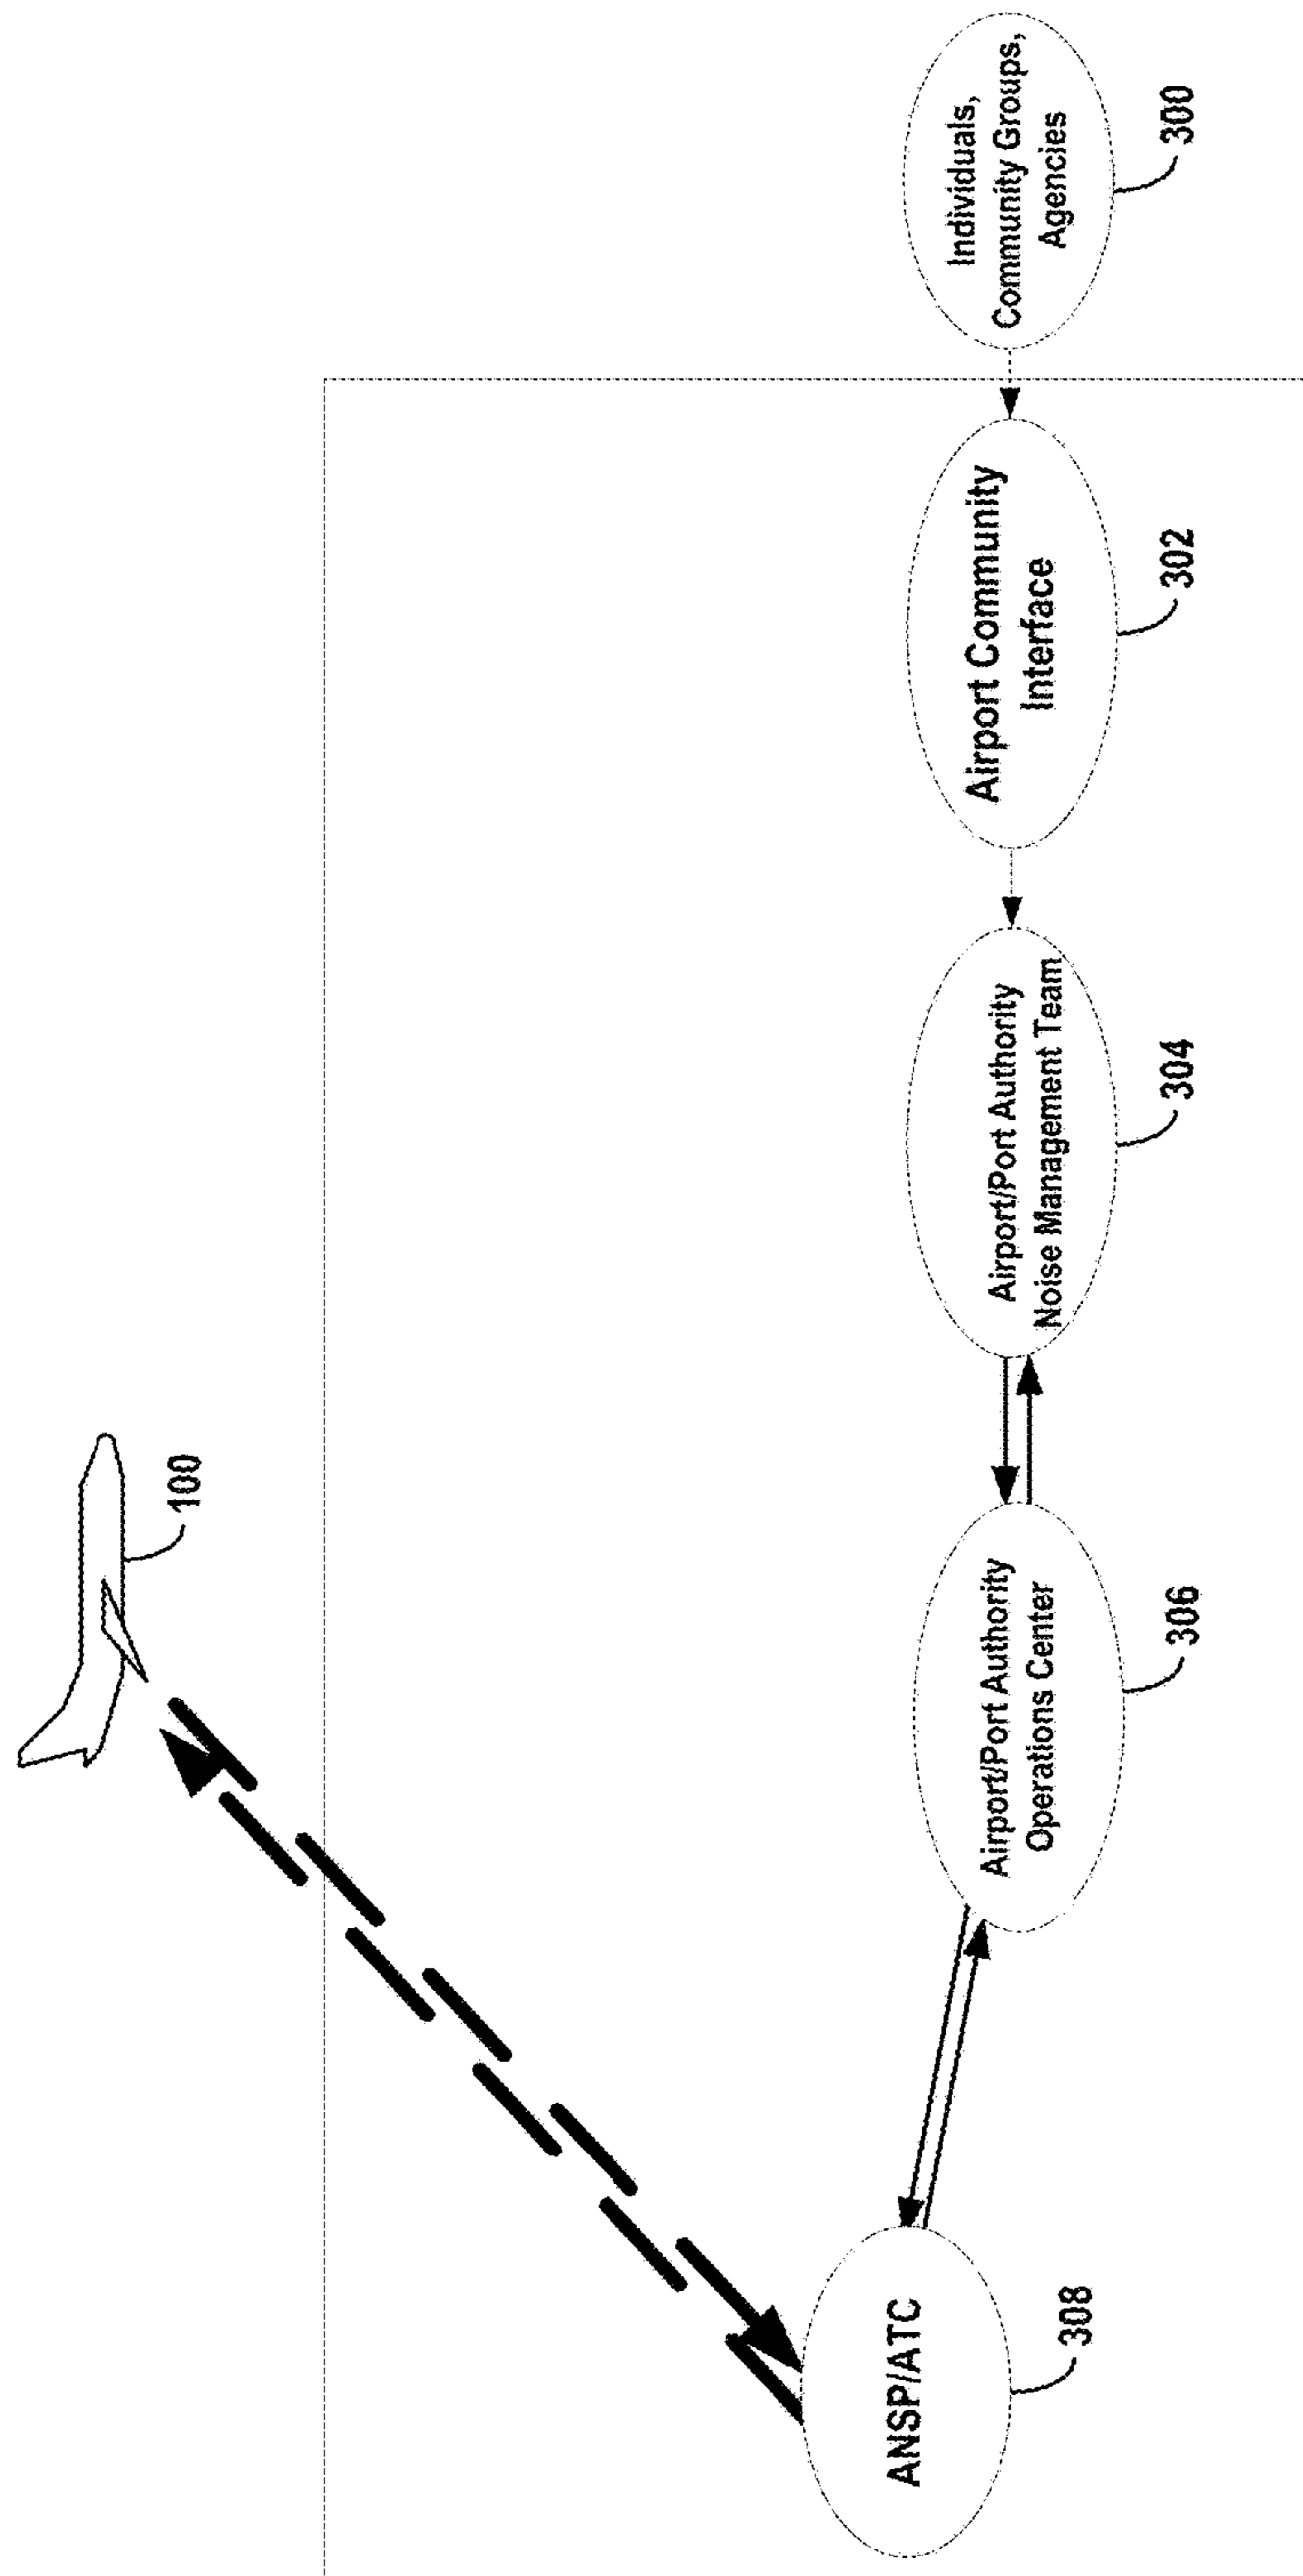 100
ANSP/ATC
308
Airport/Port Authority
Operations Center
306
Airport/Port Authority
Noise Management Team
304
Airport Community
Interface
302
Individuals,
Community Groups,
Agencies
300